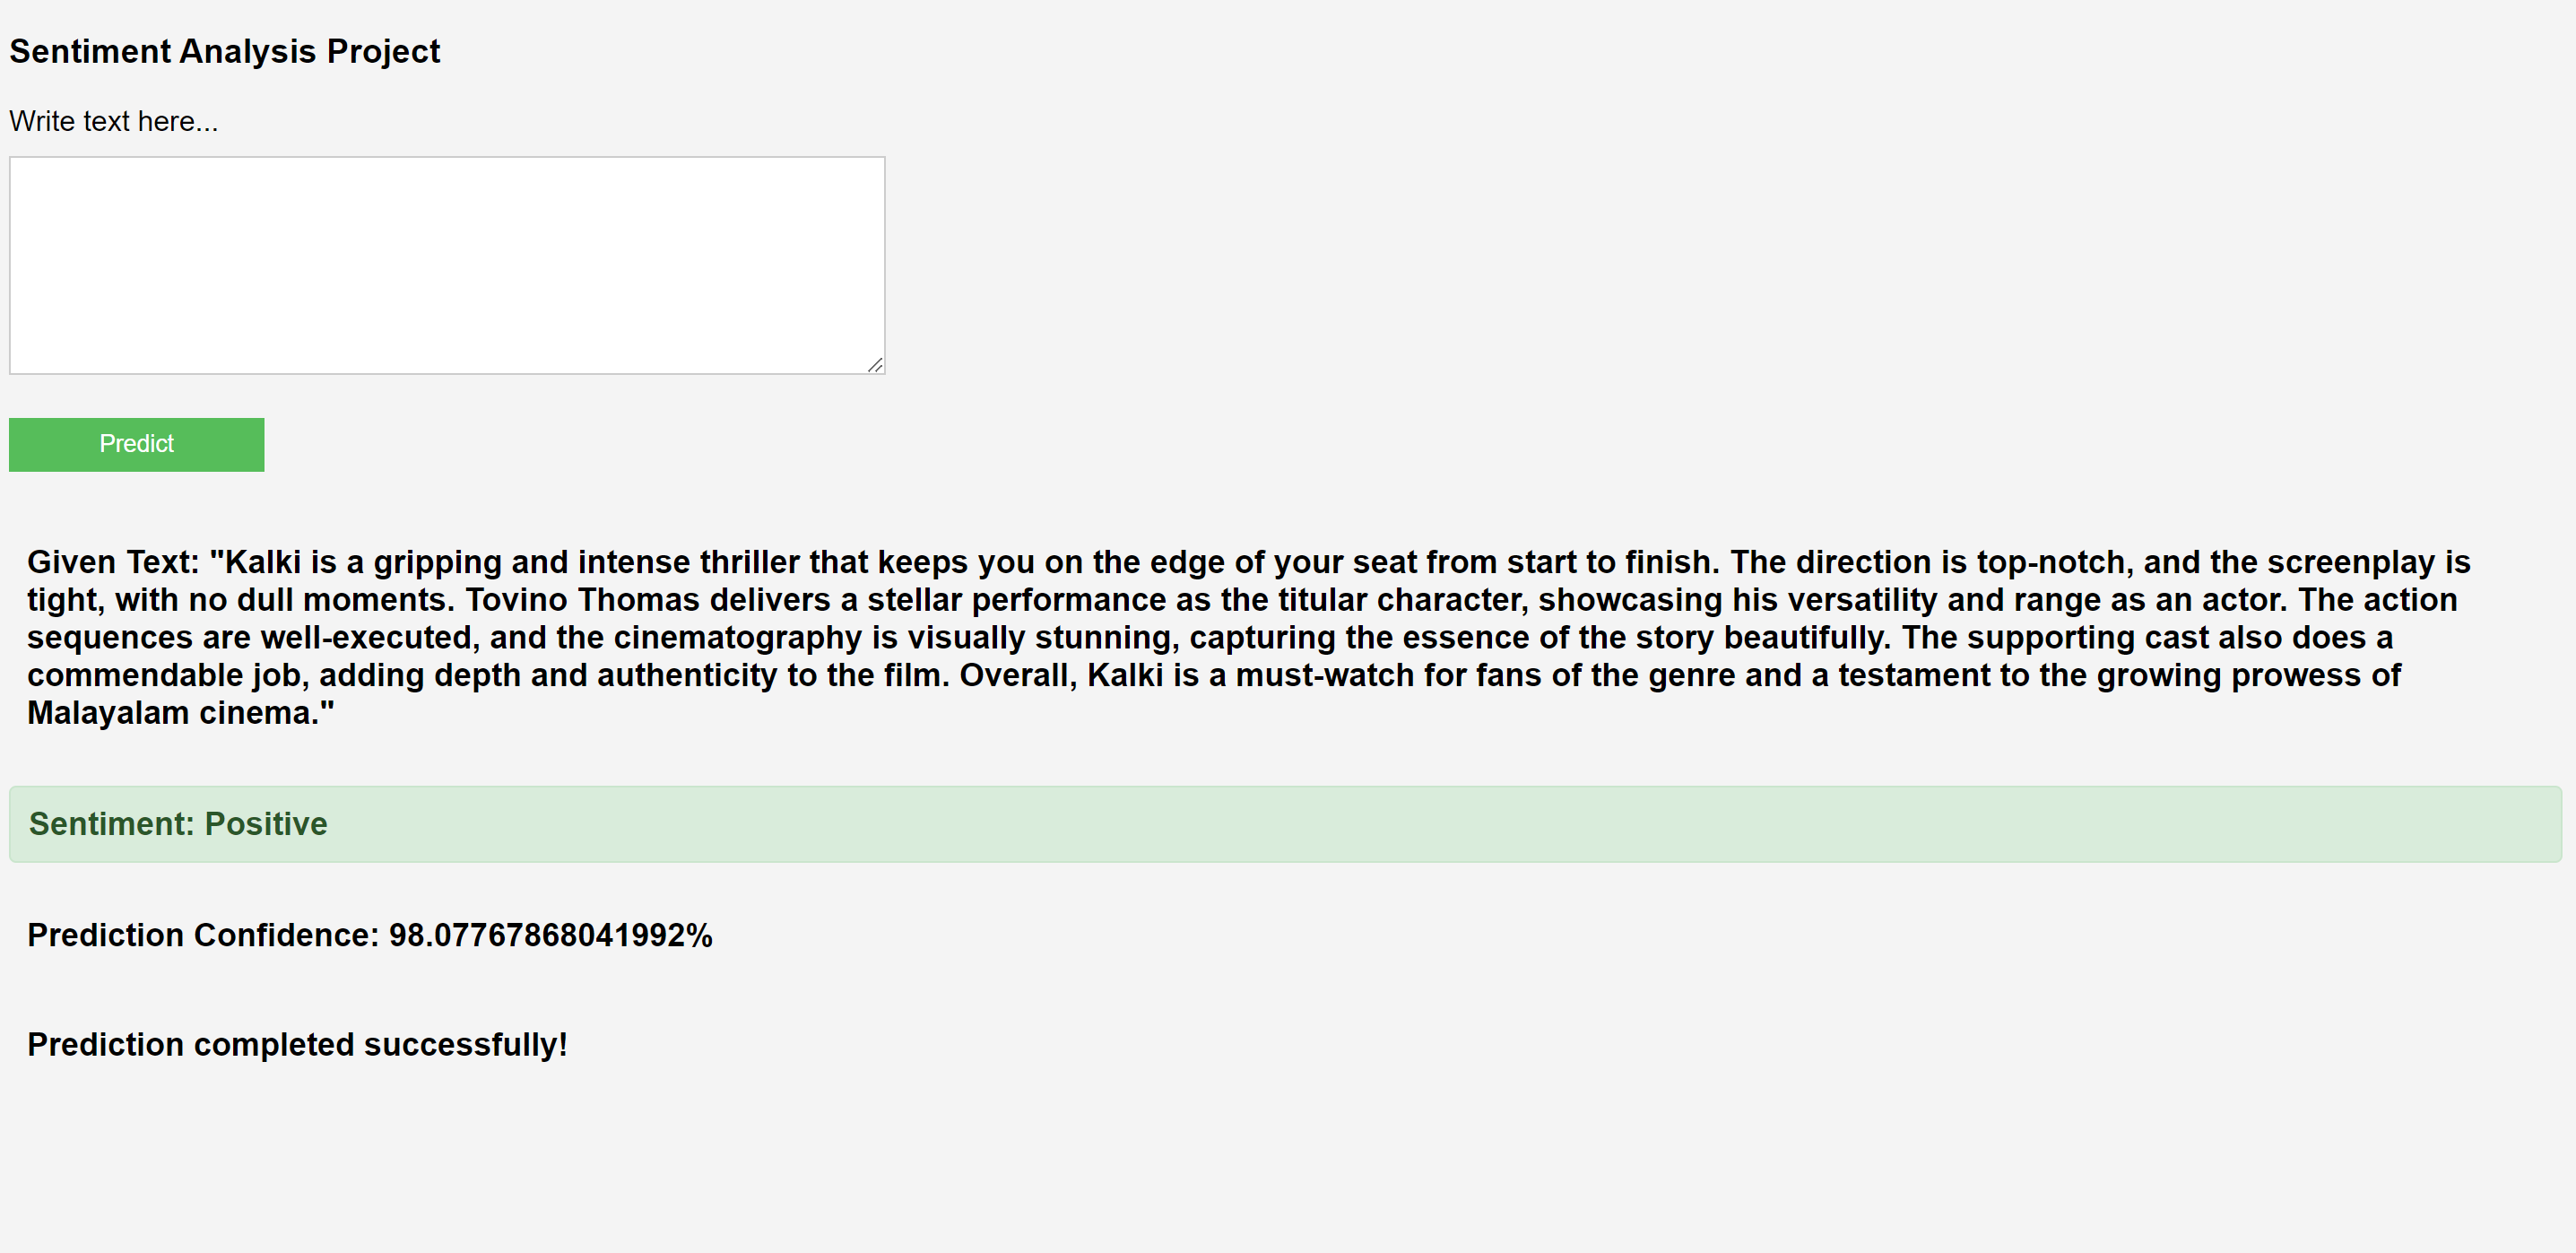 Sentiment Analysis Project
Write text here...
Predict
Given Text: "Kalki is a gripping and intense thriller that keeps you on the edge of your seat from start to finish. The direction is top-notch, and the screenplay is
tight, with no dull moments. Tovino Thomas delivers a stellar performance as the titular character, showcasing his versatility and range as an actor. The action
sequences are well-executed, and the cinematography is visually stunning, capturing the essence of the story beautifully. The supporting cast also does a
commendable job, adding depth and authenticity to the film. Overall, Kalki is a must-watch for fans of the genre and a testament to the growing prowess of
Malayalam cinema."
Sentiment: Positive
Prediction Confidence: 98.07767868041992%
Prediction completed successfully!